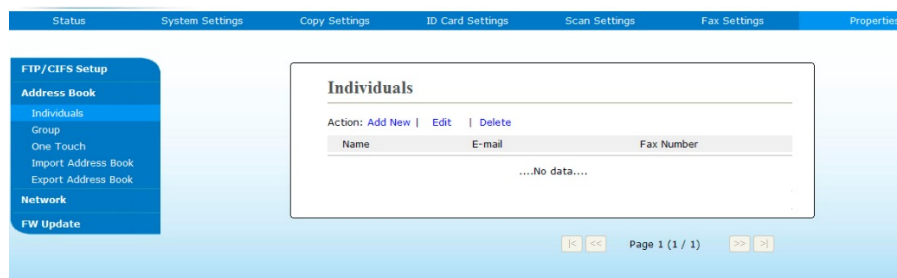 Status System Settings Copy Settings ID Card Settings Scan Settings Fax Settings Properties
FTP/CIFS Setup
Address Book
Individuals
Group
One Touch
Import Address Book
Export Address Book
Network
FW Update
Individuals
Action: Add New | Edit | Delete
Name E-mail Fax Number
....No data....
|< << Page 1 (1 / 1) >> >|